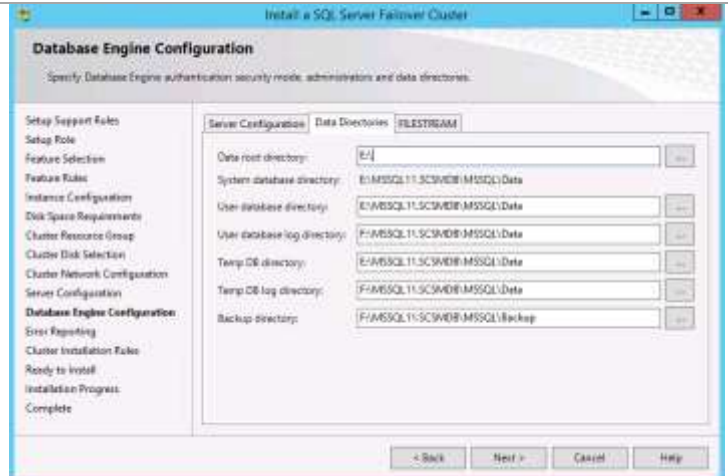 Install a SQL Server Failover Cluster
Database Engine Configuration
Specify Database Engine authentication security mode, administrators and data directories.
Setup Support Rules
Setup Role
Feature Selection
Feature Rules
Instance Configuration
Disk Space Requirements
Cluster Resource Group
Cluster Disk Selection
Cluster Network Configuration
Server Configuration
Database Engine Configuration
Error Reporting
Cluster Installation Rules
Ready to Install
Installation Progress
Complete
Server Configuration Data Directories FILESTREAM
Data root directory: E:\
System database directory: E:\MSSQL11.SCSMDB\MSSQL\Data
User database directory: E:\MSSQL11.SCSMDB\MSSQL\Data ...
User database log directory: F:\MSSQL11.SCSMDB\MSSQL\Data ...
Temp DB directory: E:\MSSQL11.SCSMDB\MSSQL\Data ...
Temp DB log directory: F:\MSSQL11.SCSMDB\MSSQL\Data ...
Backup directory: F:\MSSQL11.SCSMDB\MSSQL\Backup ...
< Back Next > Cancel Help